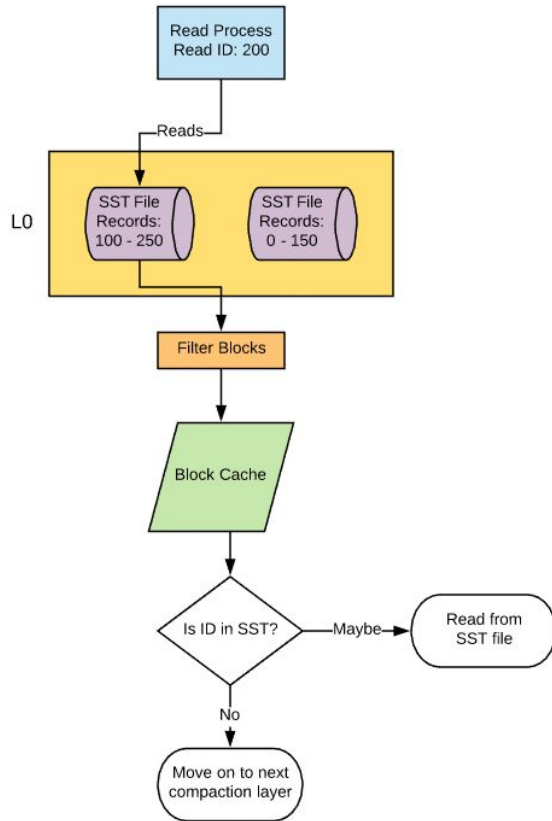 Read Process
Read ID: 200
Reads
L0
SST File
Records:
100 - 250
SST File
Records:
0 - 150
Filter Blocks
Block Cache
Is ID in SST?
Maybe
Read from
SST file
No
Move on to next
compaction layer